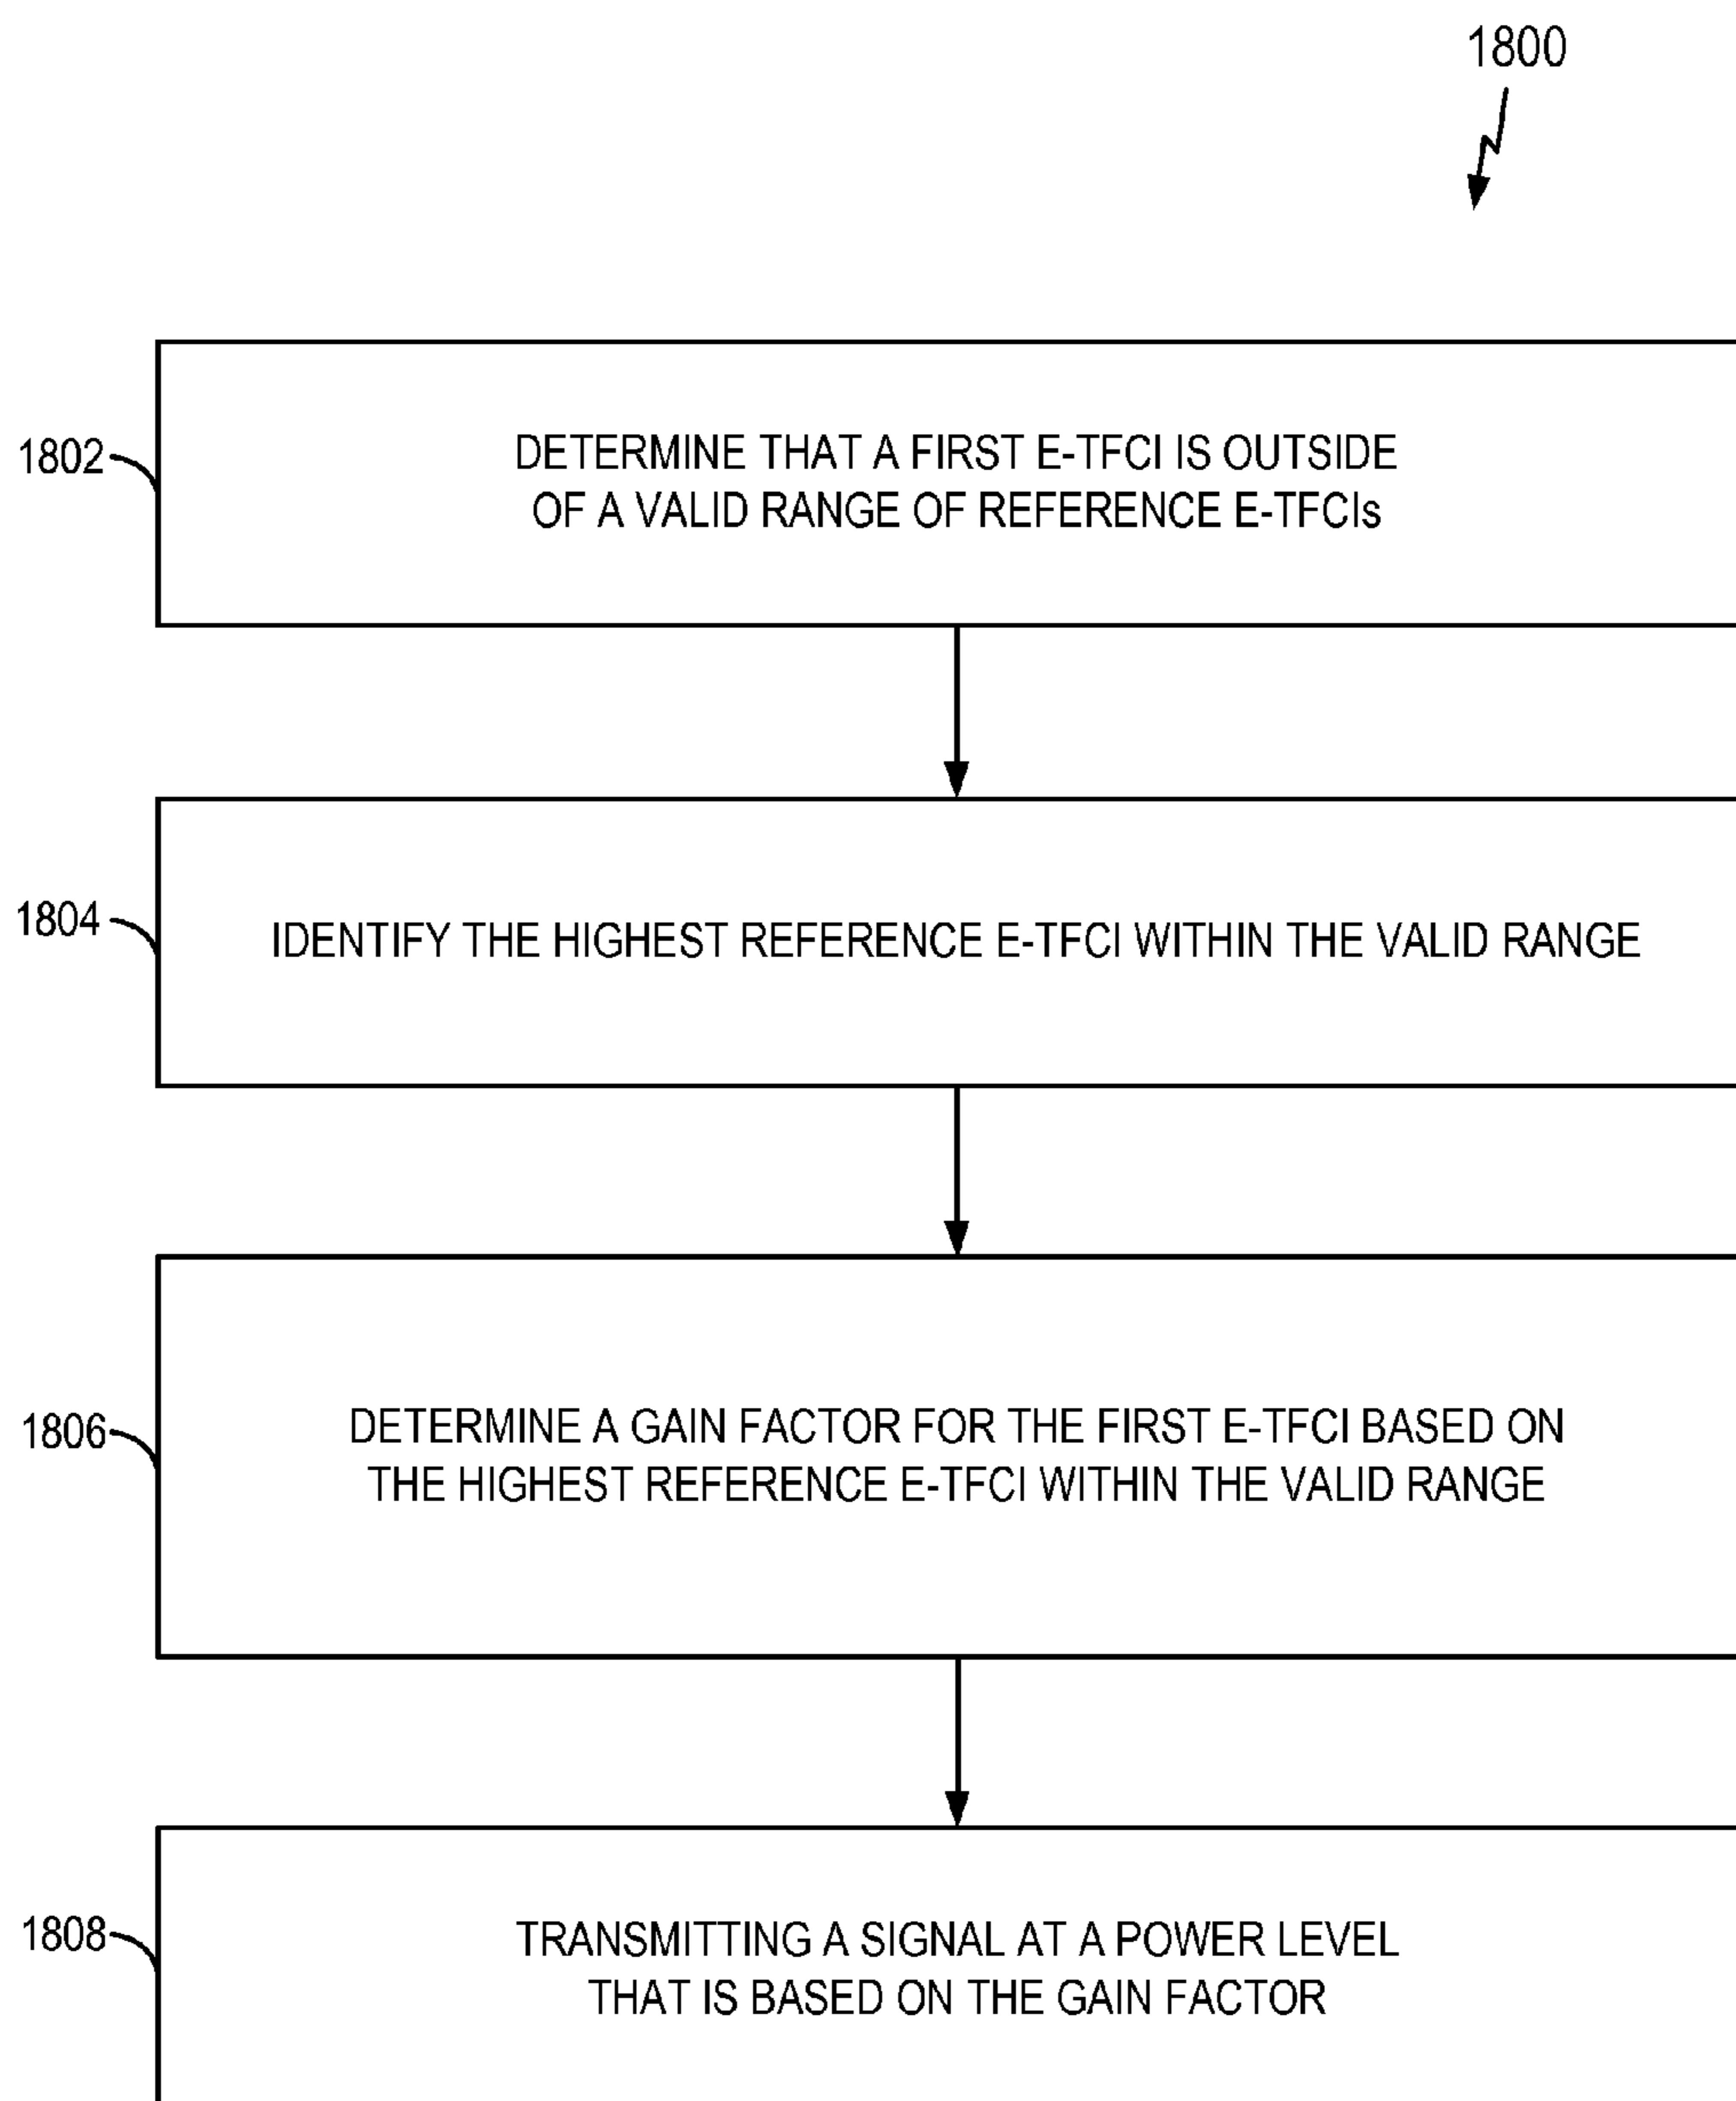 1800
1802
DETERMINE THAT A FIRST E-TFCI IS OUTSIDE
OF A VALID RANGE OF REFERENCE E-TFCIs
1804
IDENTIFY THE HIGHEST REFERENCE E-TFCI WITHIN THE VALID RANGE
1806
DETERMINE A GAIN FACTOR FOR THE FIRST E-TFCI BASED ON
THE HIGHEST REFERENCE E-TFCI WITHIN THE VALID RANGE
1808
TRANSMITTING A SIGNAL AT A POWER LEVEL
THAT IS BASED ON THE GAIN FACTOR